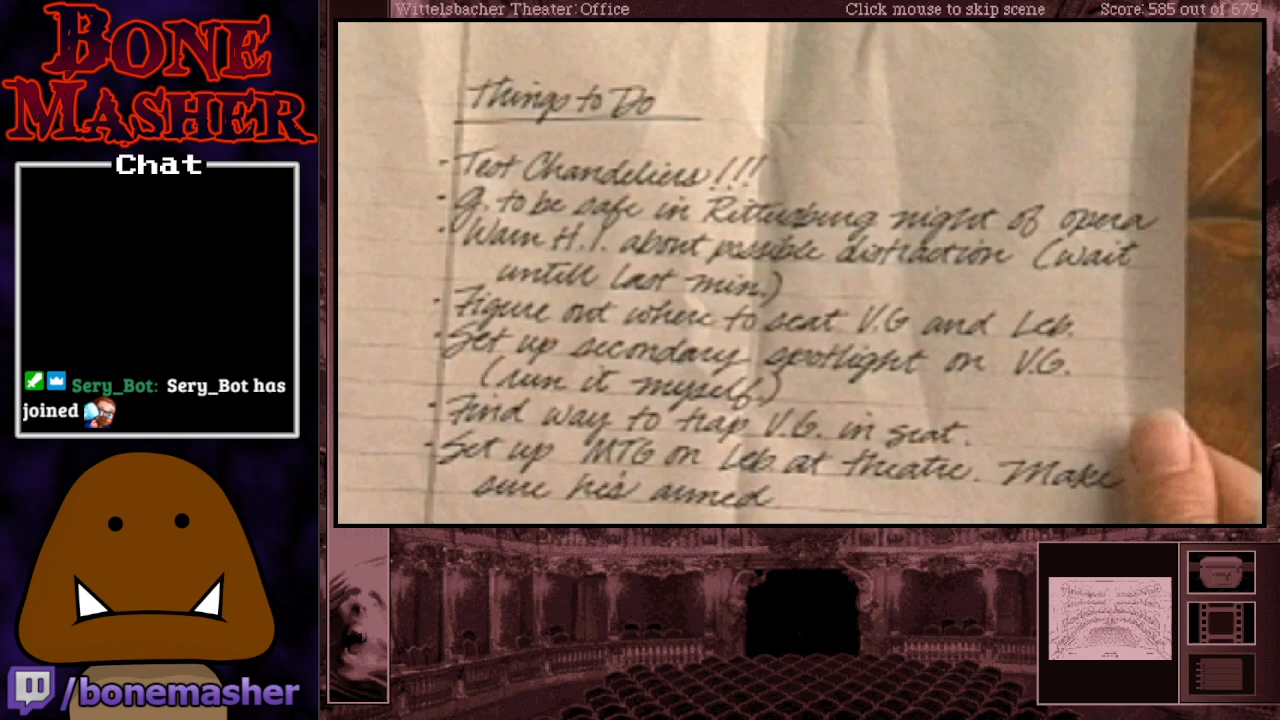 BONE
MASHER
Chat
Sery_Bot: Sery_Bot has
joined
/bonemasher
Wittelsbacher Theater: Office
Click mouse to skip scene
Score: 585 out of 679
Things to Do
- Test Chandeliers!!!
- G. to be safe in Ritterburg night of opera
- Warn H.I. about possible distraction (wait
untill last min.)
- Figure out where to seat V.G and Leb.
- Set up secondary spotlight on V.G.
(run it myself.)
- Find way to trap V.G. in seat.
- Set up MTG on Leb at theatre. Make
sure he's armed